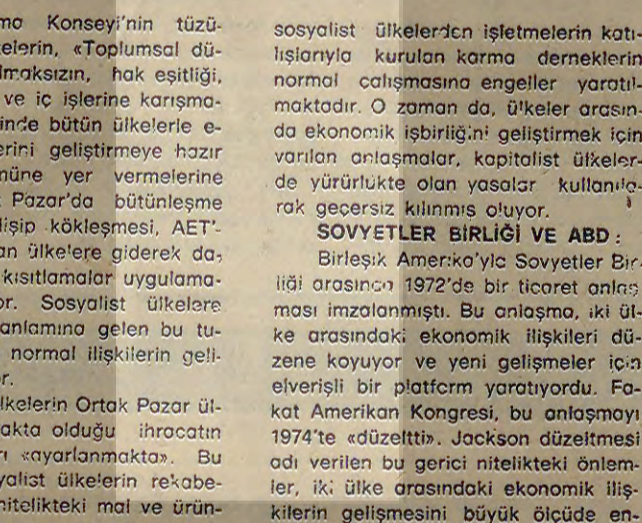 ma Konseyi'nin tüzü-
elerin, «Toplumsal dü-
lmaksızın, hak eşitliği,
ve iç işlerine karışma-
inde bütün ülkelerle e-
erini geliştirmeye hazır
nüne yer vermelerine
Pazar'da bütünleşme
lişip kökleşmesi, AET'-
an ülkelere giderek da-
kısıtlamalar uygulama-
or. Sosyalist ülkelere
anlamına gelen bu tu-
normal ilişkilerin geli-
r.
lkelerin Ortak Pazar ül-
akta olduğu ihracatın
rı «ayarlanmakta». Bu
yalist ülkelerin rekabe-
nitelikteki mal ve ürün-
sosyalist ülkelerden işletmelerin katı-
lışlarıyla kurulan karma derneklerin
normal çalışmasına engeller yaratıl-
maktadır. O zaman da, ülkeler arasın-
da ekonomik işbirliğini geliştirmek için
varılan anlaşmalar, kapitalist ülkeler-
de yürürlükte olan yasalar kullanıla-
rak geçersiz kılınmış oluyor.
SOVYETLER BİRLİĞİ VE ABD :
Birleşik Amerika'yla Sovyetler Bir-
liği arasında 1972'de bir ticaret anlaş
ması imzalanmıştı. Bu anlaşma, iki ül-
ke arasındaki ekonomik ilişkileri dü-
zene koyuyor ve yeni gelişmeler için
elverişli bir platform yaratıyordu. Fa-
kat Amerikan Kongresi, bu anlaşmayı
1974'te «düzeltti». Jackson düzeltmesi
adı verilen bu gerici nitelikteki önlem-
ler, iki ülke arasındaki ekonomik iliş-
kilerin gelişmesini büyük ölçüde en-